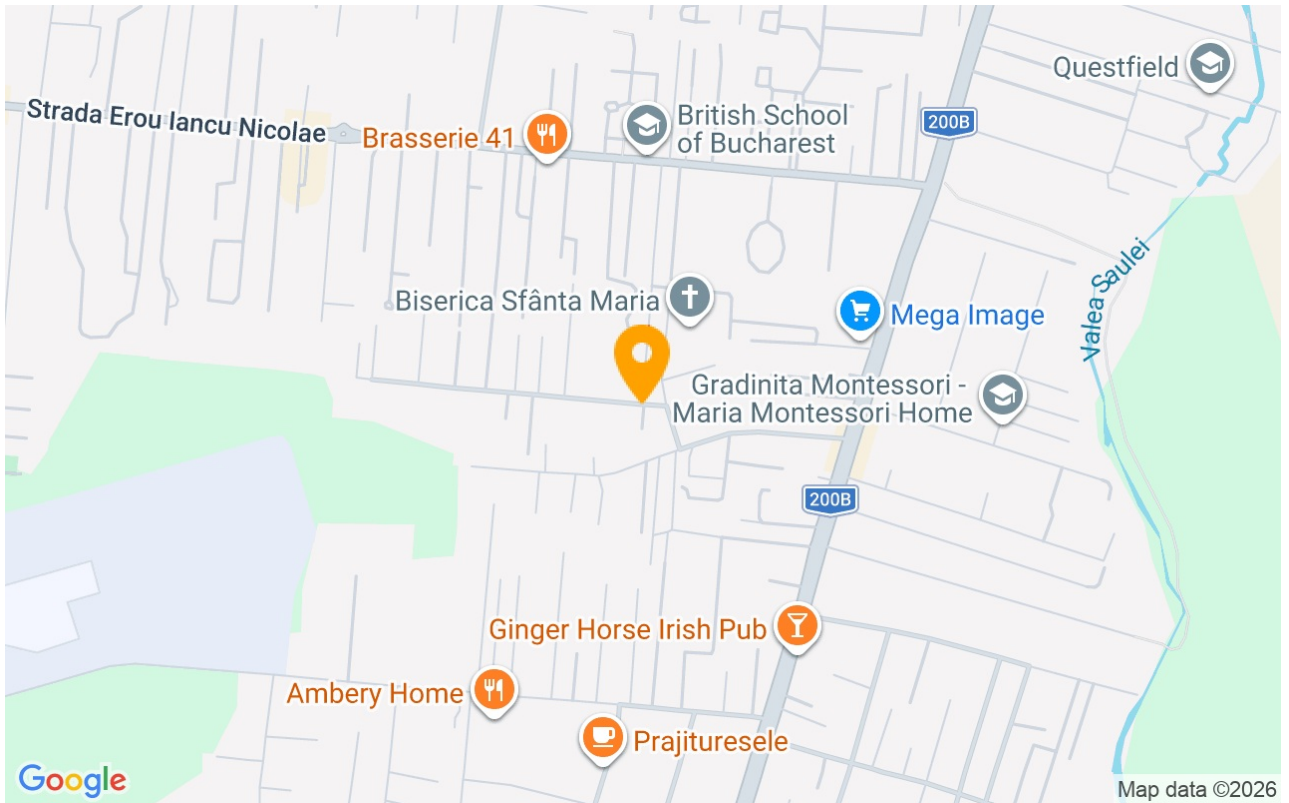 Questfield
Strada Erou Iancu Nicolae
Brasserie 41
British School
of Bucharest
200B
Valea Saulei
Biserica Sfânta Maria
Mega Image
Gradinita Montessori -
Maria Montessori Home
200B
Ginger Horse Irish Pub
Ambery Home
Prajituresele
Google
Map data ©2026